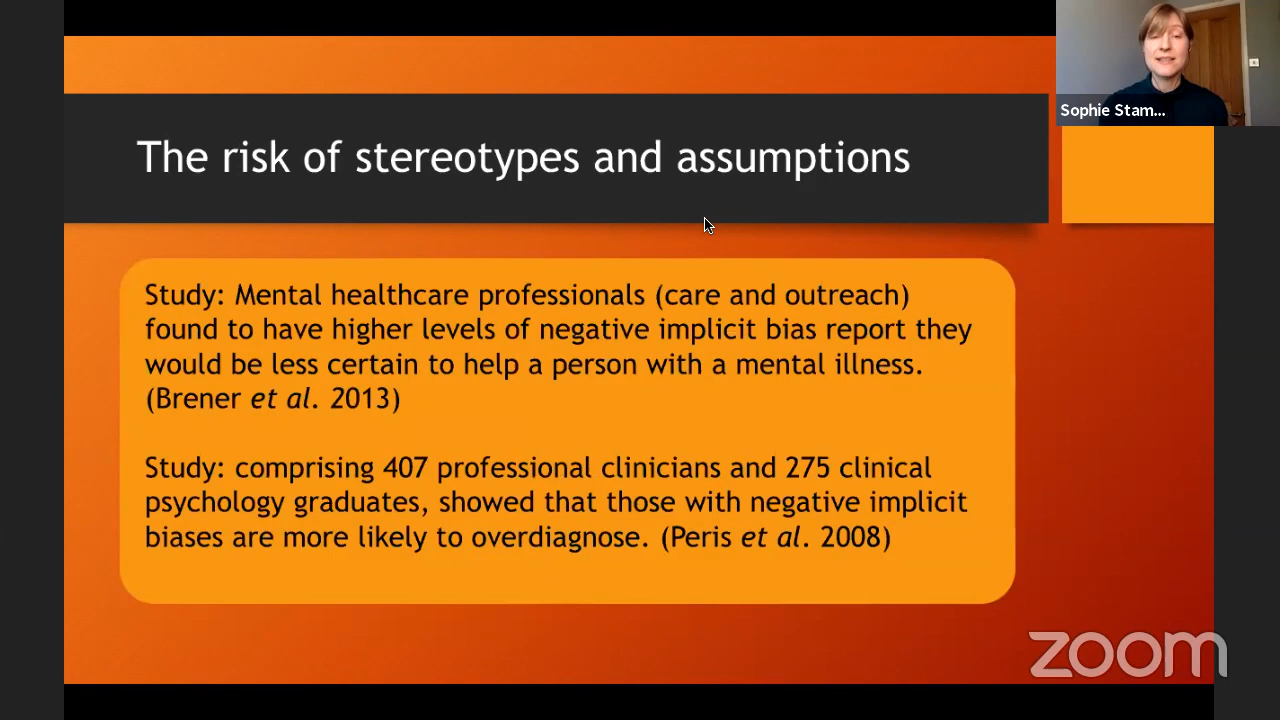 Sophie Stam...
The risk of stereotypes and assumptions
Study: Mental healthcare professionals (care and outreach)
found to have higher levels of negative implicit bias report they
would be less certain to help a person with a mental illness.
(Brener et al. 2013)
Study: comprising 407 professional clinicians and 275 clinical
psychology graduates, showed that those with negative implicit
biases are more likely to overdiagnose. (Peris et al. 2008)
zoom